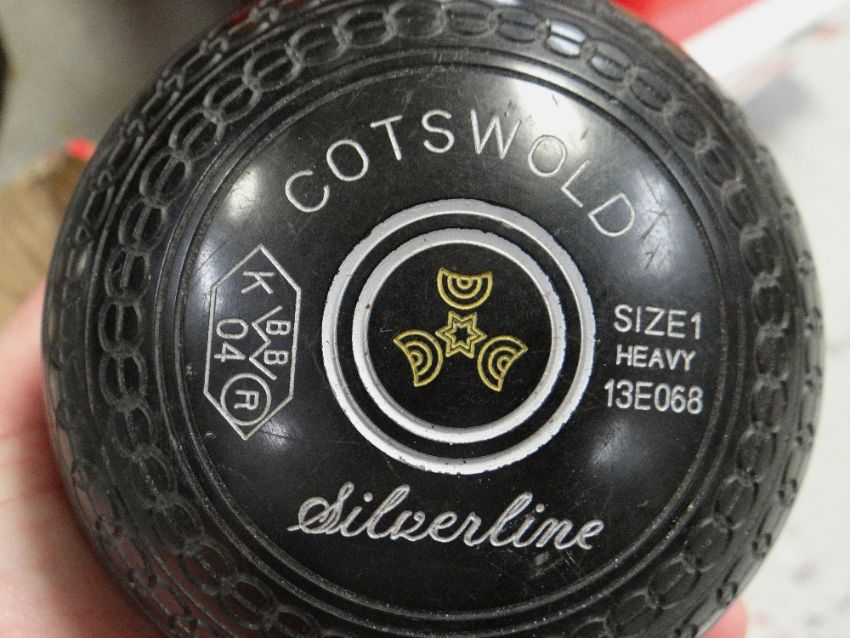 COTSWOLD
K
BB
W
04
R
SIZE1
HEAVY
13E068
Silverline